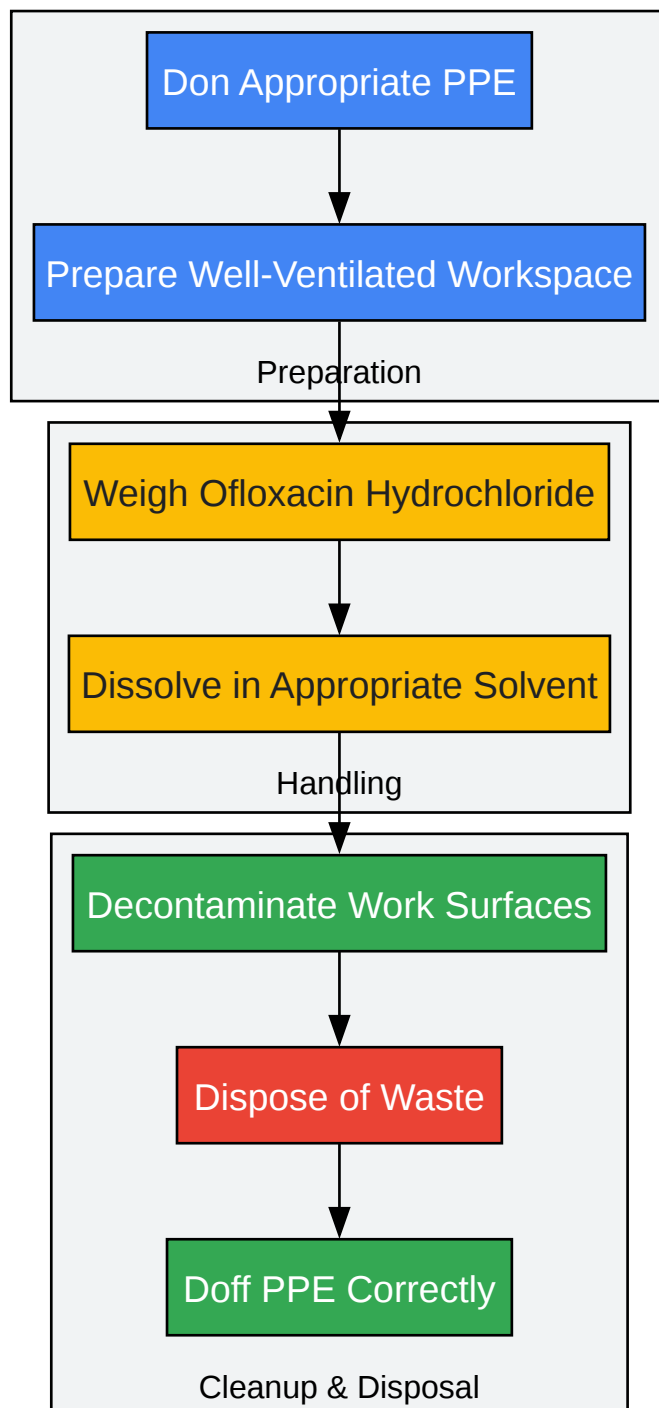 Don Appropriate PPE
Prepare Well-Ventilated Workspace
Preparation
Weigh Ofloxacin Hydrochloride
Dissolve in Appropriate Solvent
Handling
Decontaminate Work Surfaces
Dispose of Waste
Doff PPE Correctly
Cleanup & Disposal